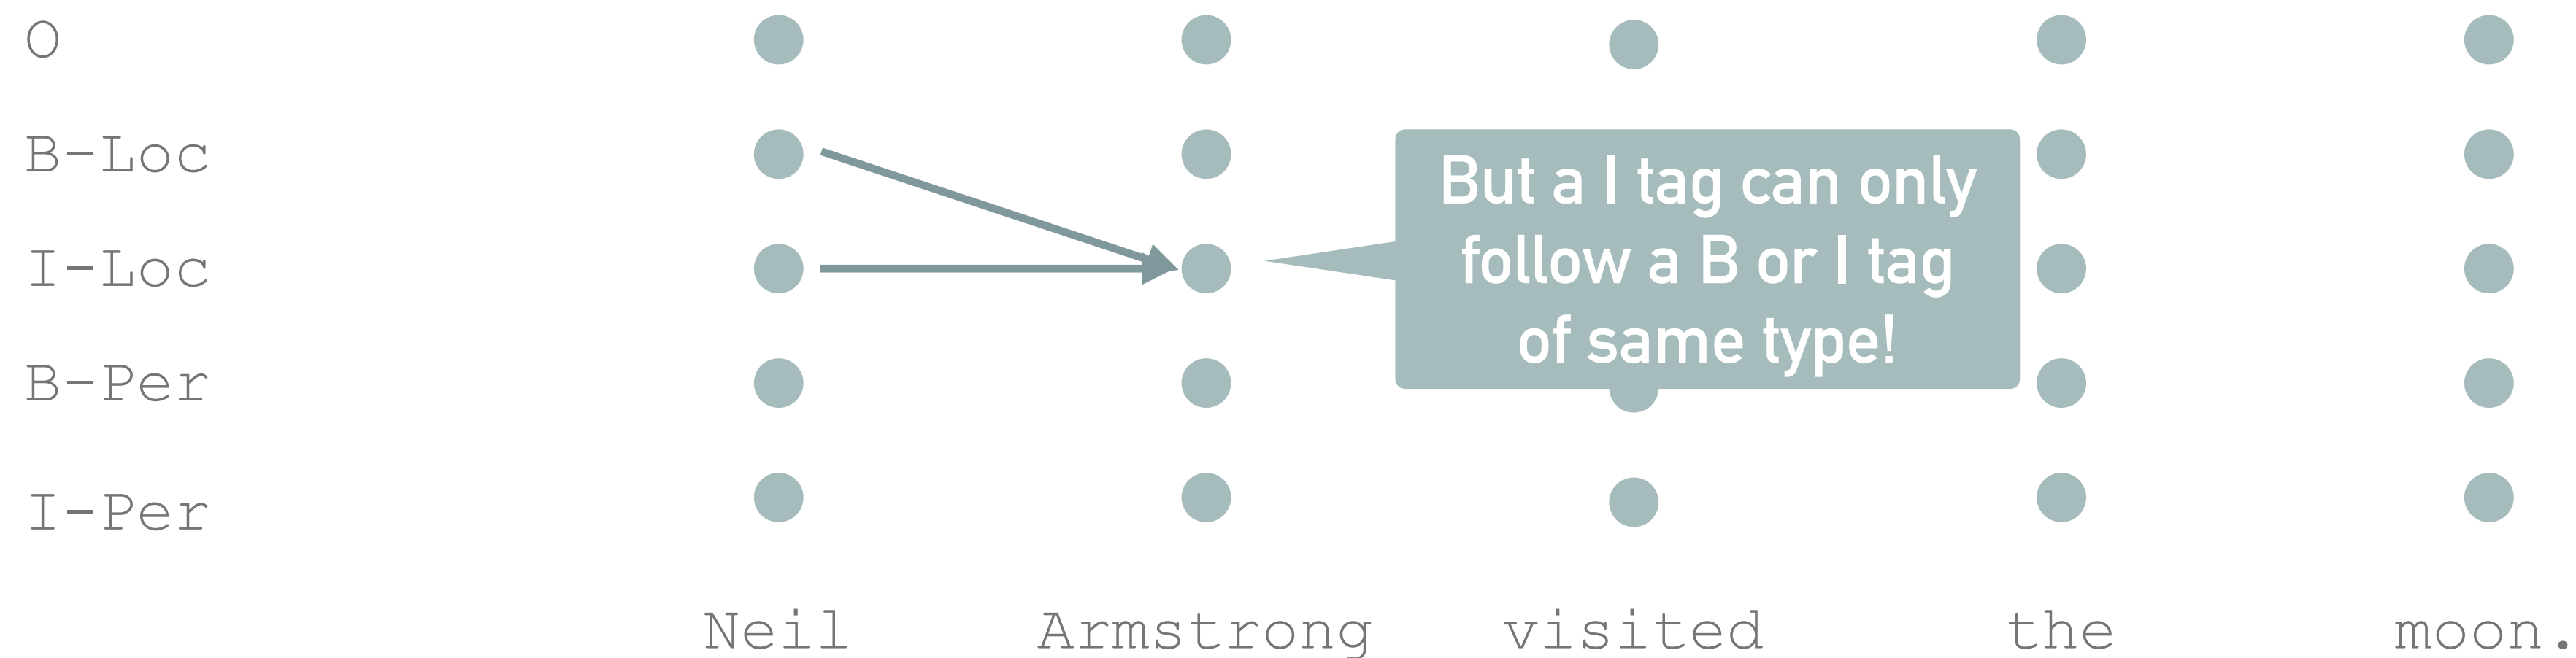 O
B-Loc
I-Loc
B-Per
I-Per
But a I tag can only
follow a B or I tag
of same type!
Neil Armstrong visited the moon.